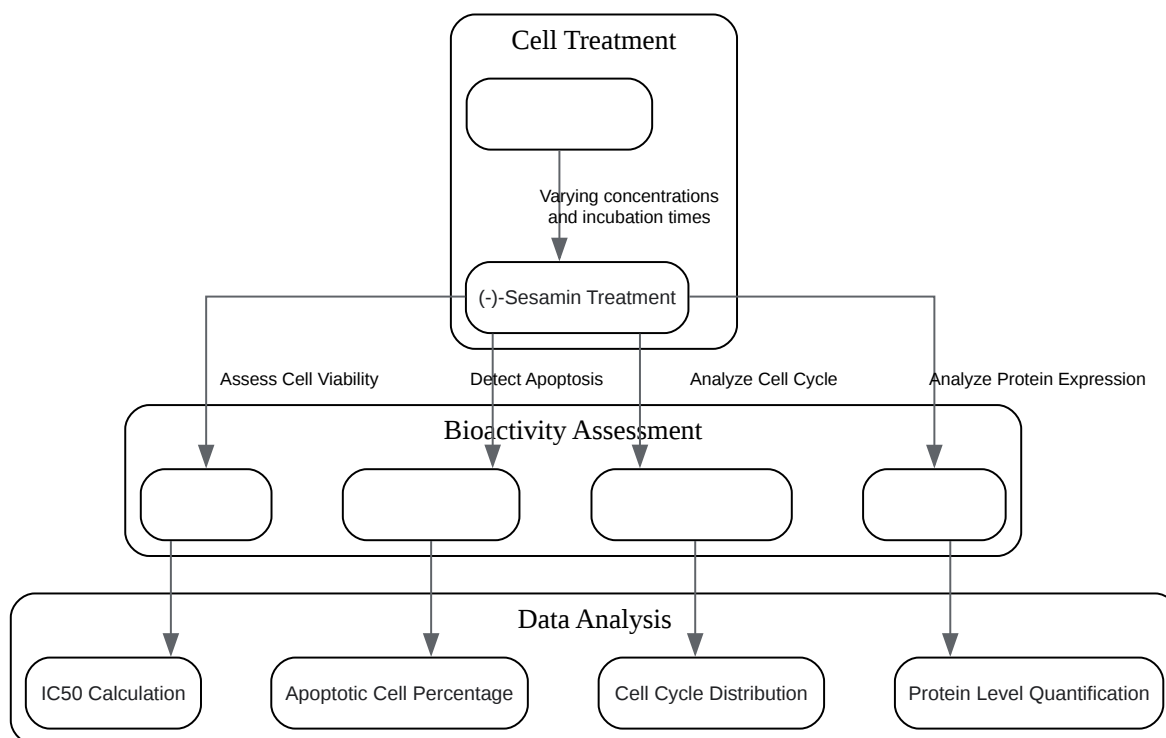 Cell Treatment
Varying concentrations
and incubation times
(-)-Sesamin Treatment
Assess Cell Viability
Detect Apoptosis
Analyze Cell Cycle
Analyze Protein Expression
Bioactivity Assessment
Data Analysis
IC50 Calculation
Apoptotic Cell Percentage
Cell Cycle Distribution
Protein Level Quantification